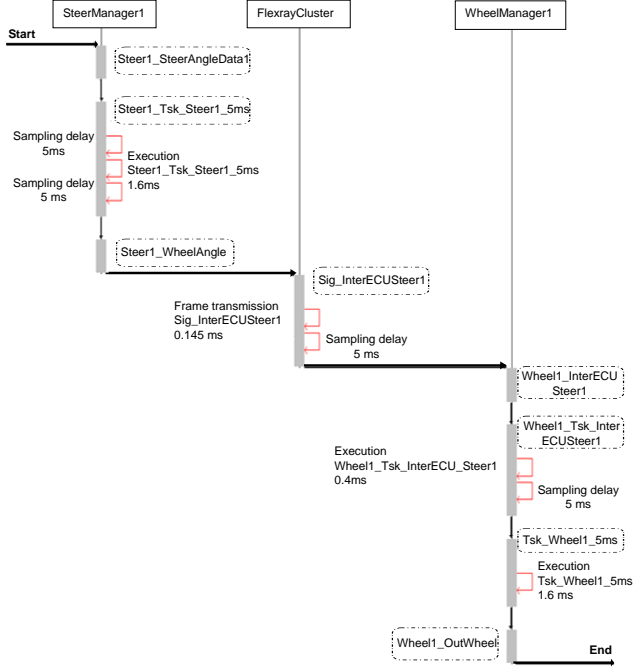 SteerManager1
FlexrayCluster
WheelManager1
Start
Steer1_SteerAngleData1
Steer1_Tsk_Steer1_5ms
Sampling delay
5ms
Execution
Steer1_Tsk_Steer1_5ms
1.6ms
Sampling delay
5 ms
Steer1_WheelAngle
Sig_InterECUSteer1
Frame transmission
Sig_InterECUSteer1
0.145 ms
Sampling delay
5 ms
Wheel1_InterECU
Steer1
Wheel1_Tsk_Inter
ECUSteer1
Execution
Wheel1_Tsk_InterECU_Steer1
0.4ms
Sampling delay
5 ms
Tsk_Wheel1_5ms
Execution
Tsk_Wheel1_5ms
1.6 ms
Wheel1_OutWheel
End